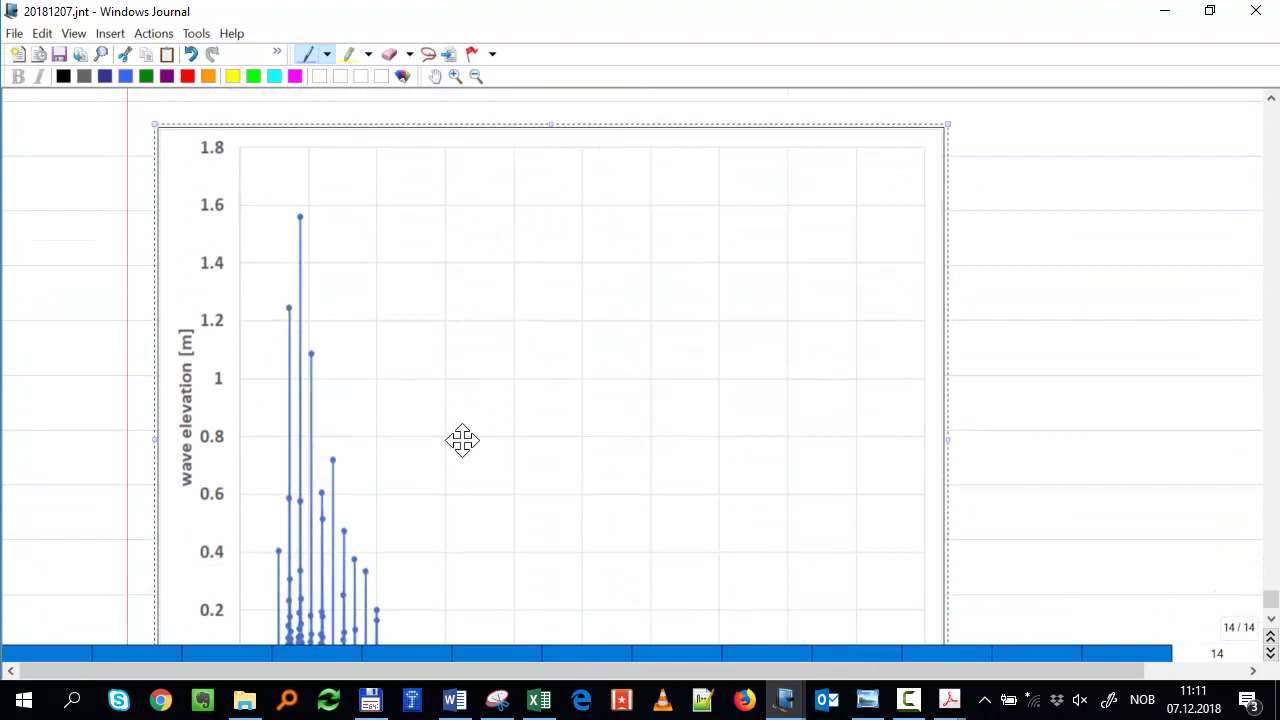 20181207.jnt - Windows Journal
File Edit View Insert Actions Tools Help
B I
1.8
1.6
1.4
1.2
1
0.8
0.6
0.4
0.2
wave elevation [m]
14 / 14
14
NOB
11:11
07.12.2018
3